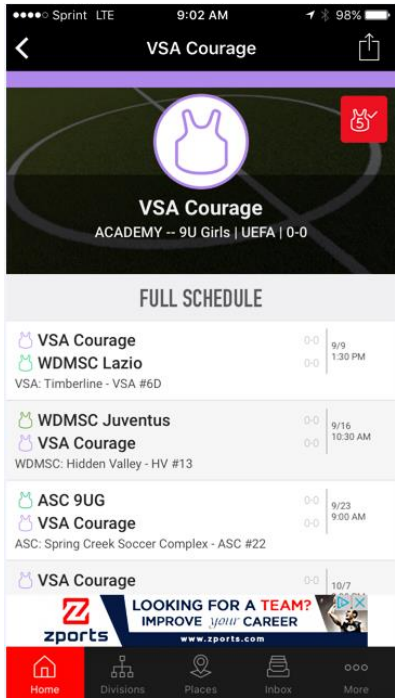 Sprint LTE 9:02 AM 98%
VSA Courage
5
VSA Courage
ACADEMY -- 9U Girls | UEFA | 0-0
FULL SCHEDULE
VSA Courage 0-0
WDMSC Lazio 0-0
9/9
1:30 PM
VSA: Timberline - VSA #6D
WDMSC Juventus 0-0
VSA Courage 0-0
9/16
10:30 AM
WDMSC: Hidden Valley - HV #13
ASC 9UG 0-0
VSA Courage 0-0
9/23
9:00 AM
ASC: Spring Creek Soccer Complex - ASC #22
VSA Courage 0-0
10/7
Z
zports
LOOKING FOR A TEAM?
IMPROVE your CAREER
www.zports.com
Home Divisions Places Inbox More